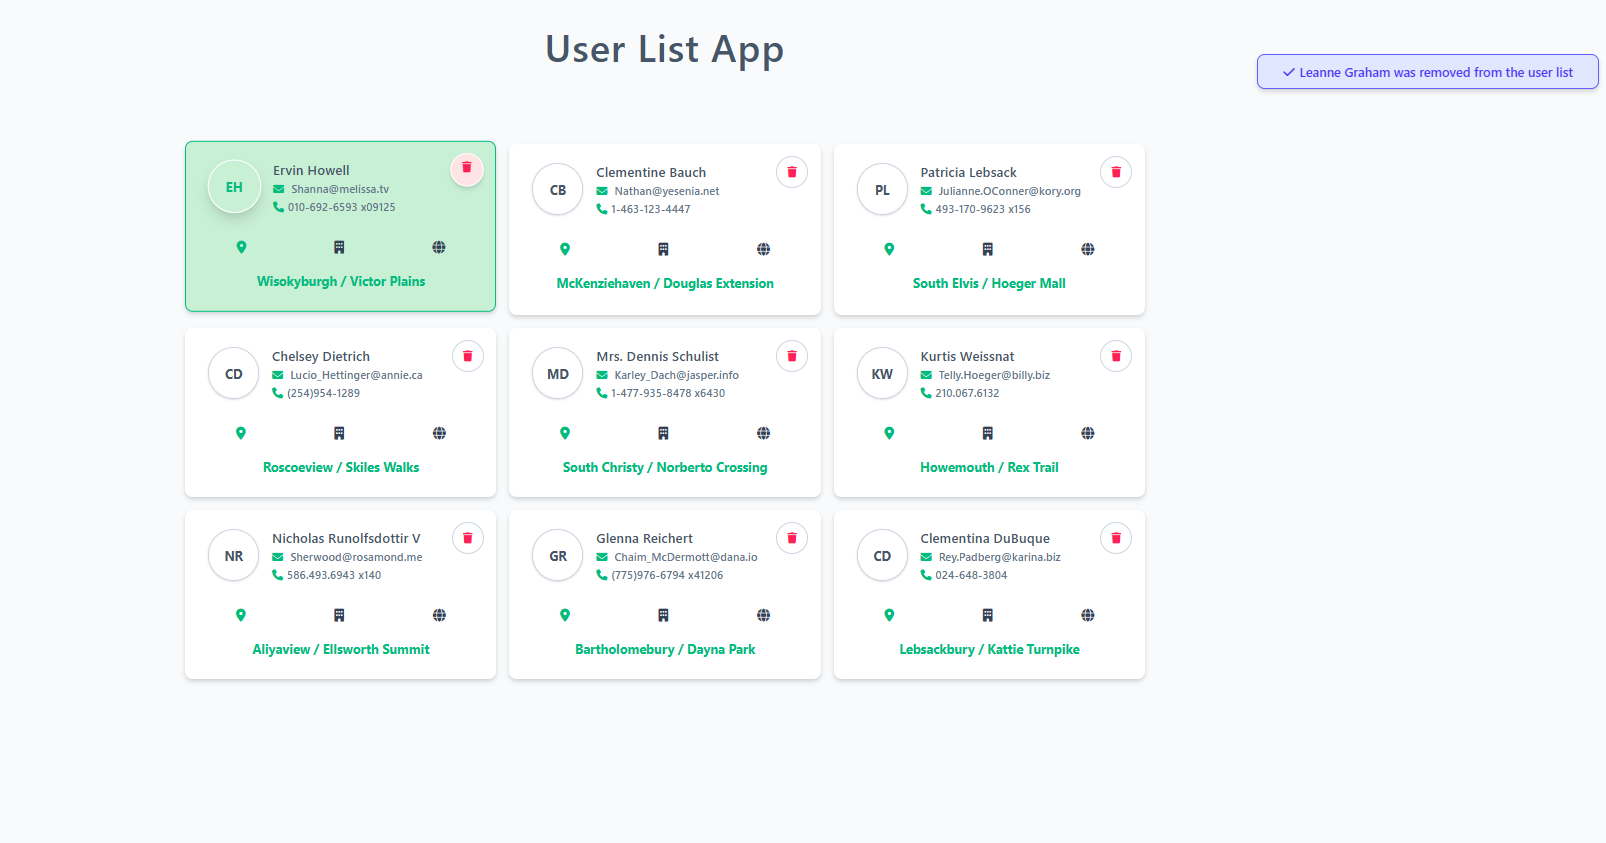 User List App
Leanne Graham was removed from the user list
EH
Ervin Howell
Shanna@melissa.tv
010-692-6593 x09125
Wisokyburgh / Victor Plains
CB
Clementine Bauch
Nathan@yesenia.net
1-463-123-4447
McKenziehaven / Douglas Extension
PL
Patricia Lebsack
Julianne.OConner@kory.org
493-170-9623 x156
South Elvis / Hoeger Mall
CD
Chelsey Dietrich
Lucio_Hettinger@annie.ca
(254)954-1289
Roscoeview / Skiles Walks
MD
Mrs. Dennis Schulist
Karley_Dach@jasper.info
1-477-935-8478 x6430
South Christy / Norberto Crossing
KW
Kurtis Weissnat
Telly.Hoeger@billy.biz
210.067.6132
Howemouth / Rex Trail
NR
Nicholas Runolfsdottir V
Sherwood@rosamond.me
586.493.6943 x140
Aliyaview / Ellsworth Summit
GR
Glenna Reichert
Chaim_McDermott@dana.io
(775)976-6794 x41206
Bartholomebury / Dayna Park
CD
Clementina DuBuque
Rey.Padberg@karina.biz
024-648-3804
Lebsackbury / Kattie Turnpike